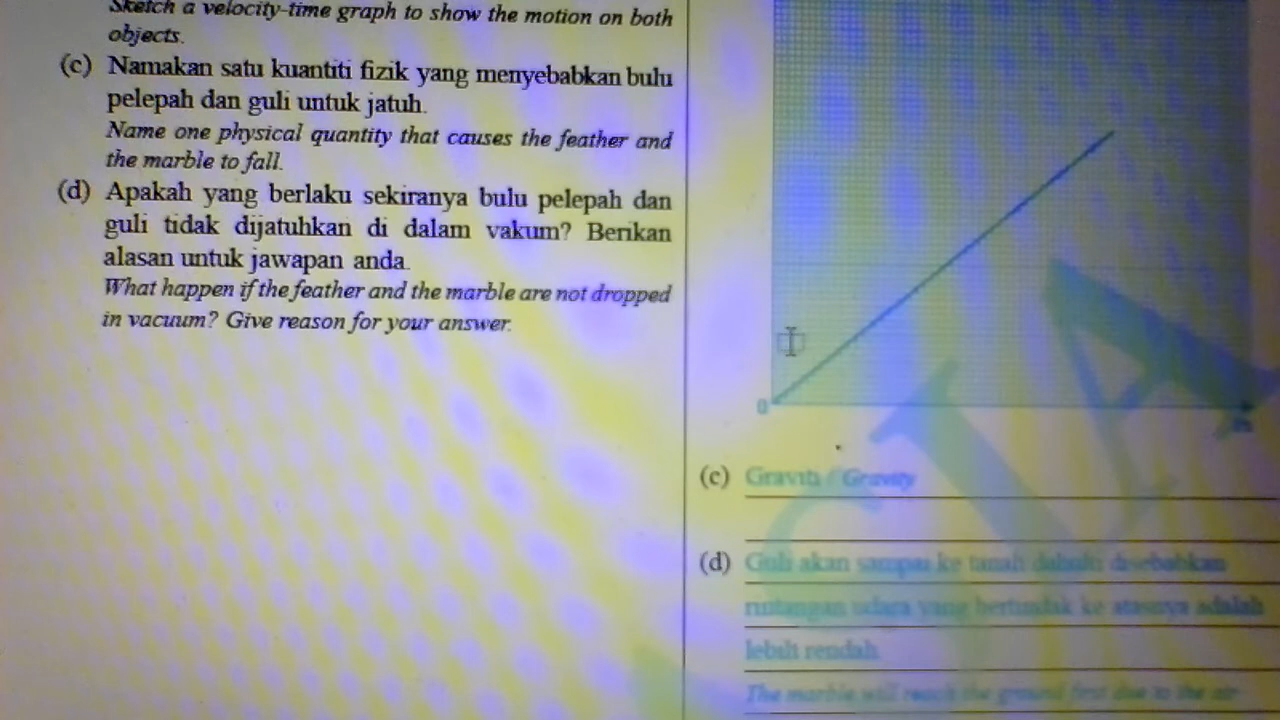 Sketch a velocity-time graph to show the motion on both
objects.
(c) Namakan satu kuantiti fizik yang menyebabkan bulu
pelepah dan guli untuk jatuh.
Name one physical quantity that causes the feather and
the marble to fall.
(d) Apakah yang berlaku sekiranya bulu pelepah dan
guli tidak dijatuhkan di dalam vakum? Berikan
alasan untuk jawapan anda.
What happen if the feather and the marble are not dropped
in vacuum? Give reason for your answer.
0
(c) Graviti / Gravity
(d) Guli akan sampai ke tanah dahulu disebabkan
rintangan udara yang bertindak ke atasnya adalah
lebih rendah
The marble will reach the ground first due to the air